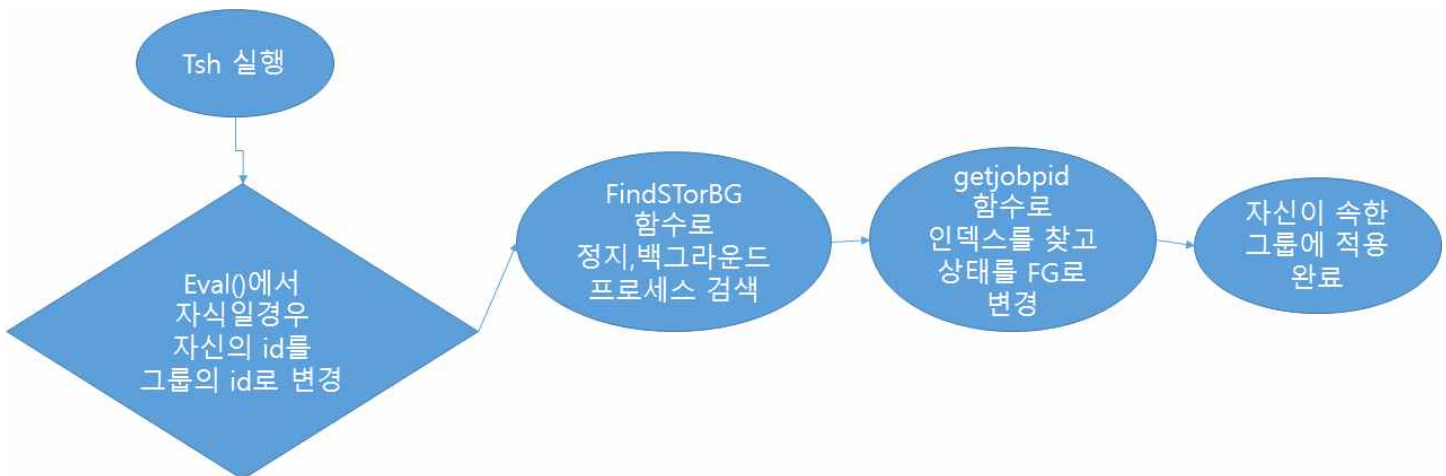 Tsh 실행
Eval()에서
자식일경우
자신의 id를
그룹의 id로 변경
FindSTorBG
함수로
정지,백그라운드
프로세스 검색
getjobpid
함수로
인덱스를 찾고
상태를 FG로
변경
자신이 속한
그룹에 적용
완료